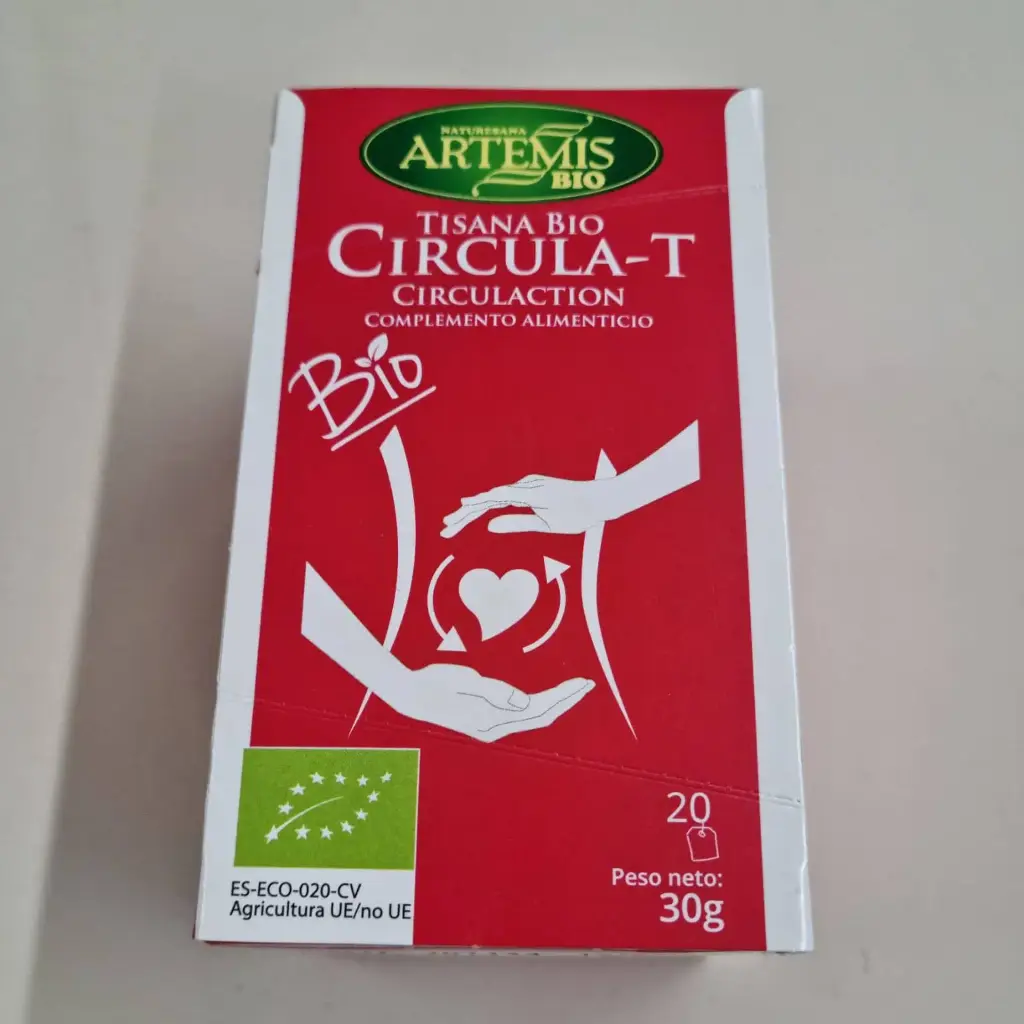 NATURESANA
ARTEMIS
BIO
TISANA BIO
CIRCULA-T
CIRCULACTION
COMPLEMENTO ALIMENTICIO
Bio
20
Peso neto:
30g
ES-ECO-020-CV
Agricultura UE/no UE